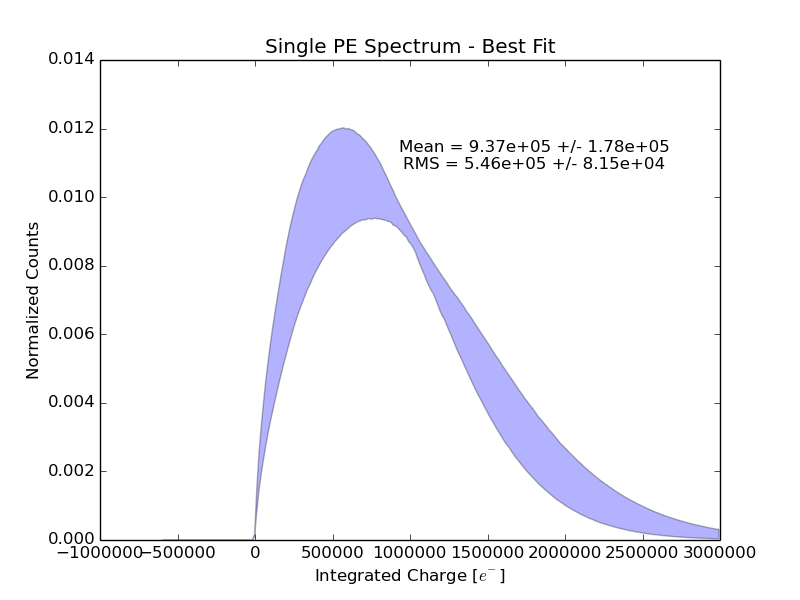 Single PE Spectrum - Best Fit
0.014
0.012
Mean = 9.37e+05 +/- 1.78e+05
RMS = 5.46e+05 +/- 8.15e+04
0.010
0.008
Normalized Counts
0.006
0.004
0.002
0.000
−1000000 −500000 0 500000 1000000 1500000 2000000 2500000 3000000
Integrated Charge [e⁻]